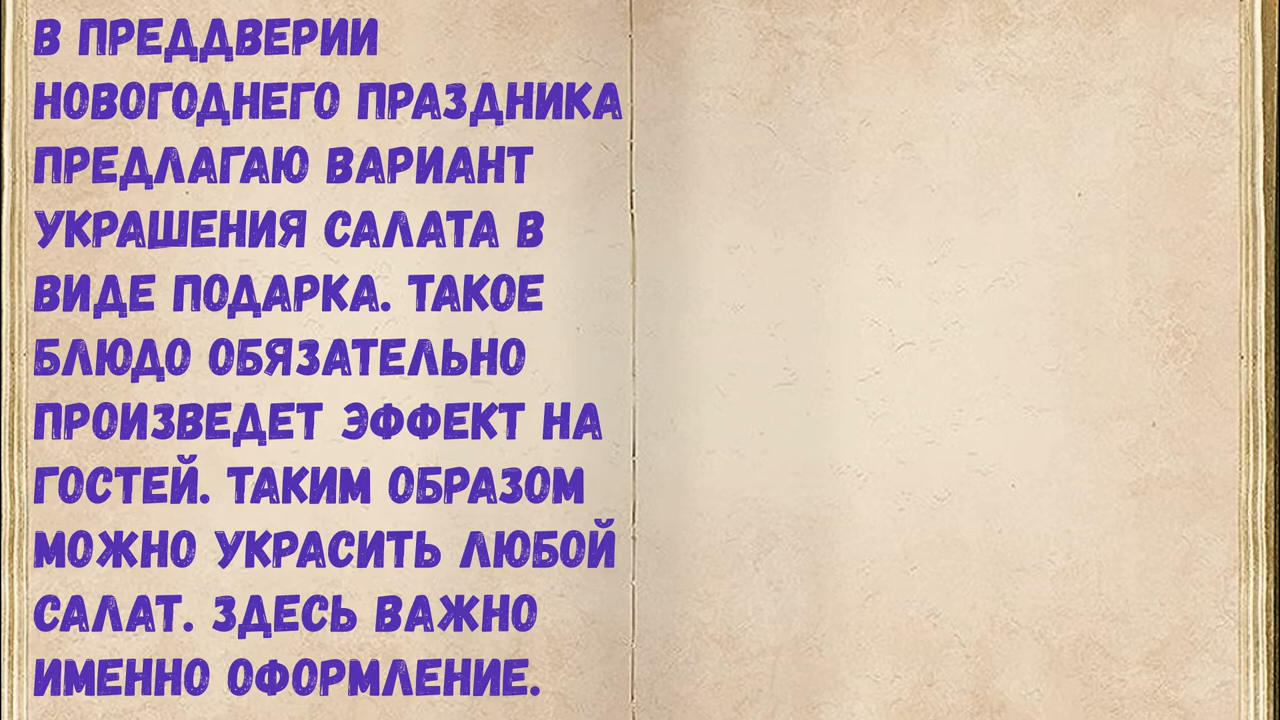 В ПРЕДДВЕРИИ
НОВОГОДНЕГО ПРАЗДНИКА
ПРЕДЛАГАЮ ВАРИАНТ
УКРАШЕНИЯ САЛАТА В
ВИДЕ ПОДАРКА. ТАКОЕ
БЛЮДО ОБЯЗАТЕЛЬНО
ПРОИЗВЕДЕТ ЭФФЕКТ НА
ГОСТЕЙ. ТАКИМ ОБРАЗОМ
МОЖНО УКРАСИТЬ ЛЮБОЙ
САЛАТ. ЗДЕСЬ ВАЖНО
ИМЕННО ОФОРМЛЕНИЕ.